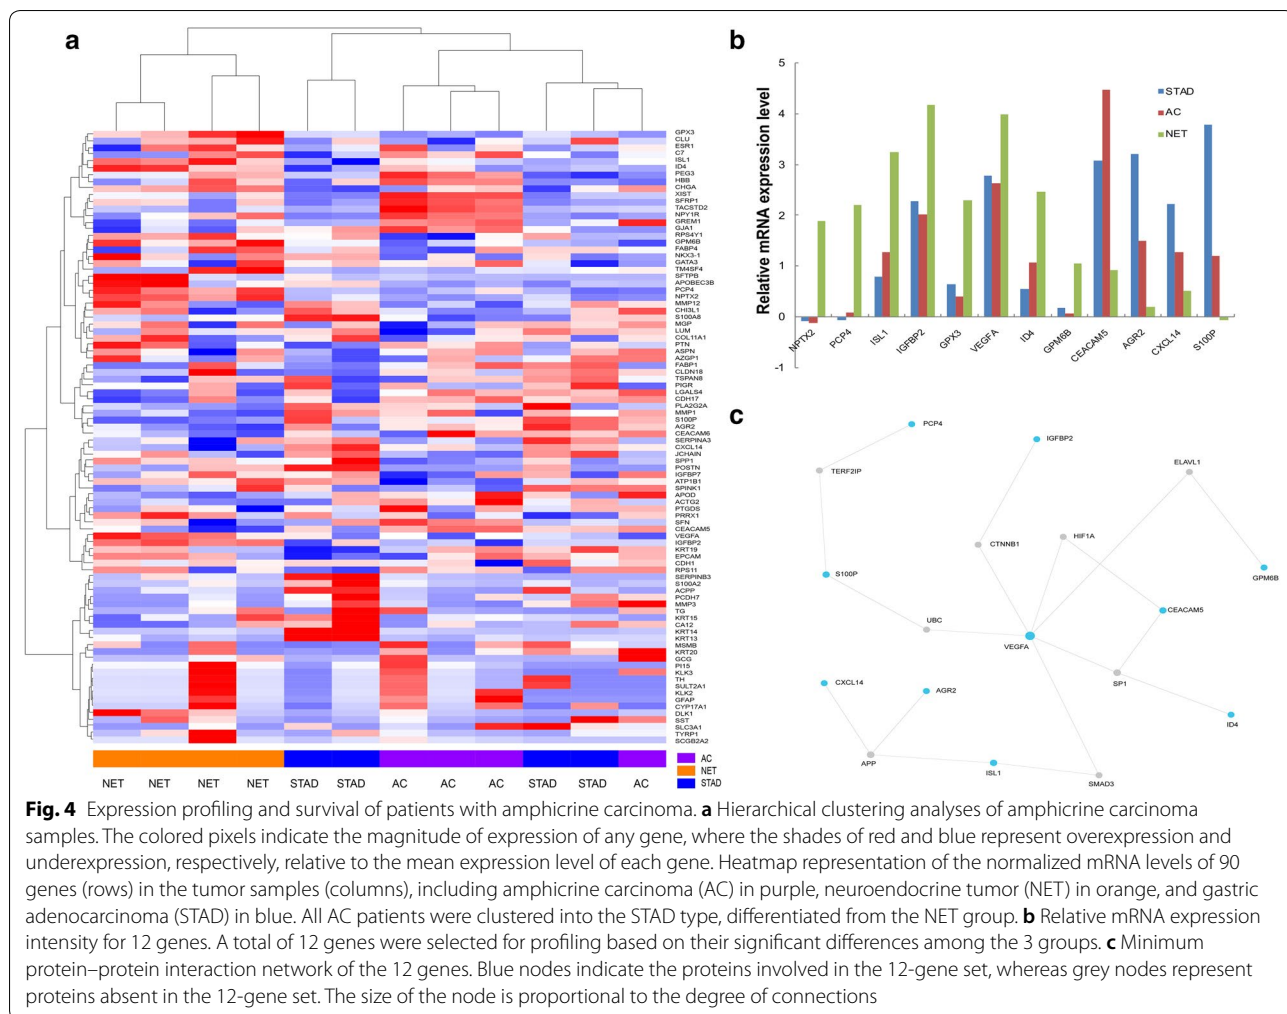 a
GPX3
CLU
ESR1
C7
ISL1
ID4
PEG3
HBB
CHGA
XIST
SFRP1
TACSTD2
NPY1R
GREM1
GJA1
RPS4Y1
GPM6B
FABP4
NKX3-1
GATA3
TM4SF4
SFTPB
APOBEC3B
PCP4
NPTX2
MMP12
CHI3L1
S100A8
MGP
LUM
COL11A1
PTN
ASPN
AZGP1
FABP1
CLDN18
TSPAN8
PIGR
LGALS4
CDH17
PLA2G2A
MMP1
S100P
AGR2
CEACAM6
SERPINA3
CXCL14
JCHAIN
SPP1
POSTN
IGFBP7
ATP1B1
SPINK1
APOD
ACTG2
PTGDS
PRRX1
SFN
CEACAM5
VEGFA
IGFBP2
KRT19
EPCAM
CDH1
RPS11
SERPINB3
S100A2
ACPP
PCDH7
MMP3
TG
KRT15
CA12
KRT14
KRT13
MSMB
KRT20
GCG
PI15
KLK3
TH
SULT2A1
KLK2
GFAP
CYP17A1
DLK1
SST
SLC3A1
TYRP1
SCGB2A2
AC
NET
STAD
NET NET NET NET STAD STAD AC AC AC STAD STAD AC
b
Relative mRNA expression level
5
4
3
2
1
0
-1
STAD
AC
NET
NPTX2 PCP4 ISL1 IGFBP2 GPX3 VEGFA ID4 GPM6B CEACAM5 AGR2 CXCL14 S100P
c
PCP4
IGFBP2
TERF2IP
ELAVL1
CTNNB1
HIF1A
S100P
GPM6B
CEACAM5
UBC
VEGFA
CXCL14
AGR2
SP1
ID4
APP
ISL1
SMAD3
Fig. 4 Expression profiling and survival of patients with amphicrine carcinoma. a Hierarchical clustering analyses of amphicrine carcinoma
samples. The colored pixels indicate the magnitude of expression of any gene, where the shades of red and blue represent overexpression and
underexpression, respectively, relative to the mean expression level of each gene. Heatmap representation of the normalized mRNA levels of 90
genes (rows) in the tumor samples (columns), including amphicrine carcinoma (AC) in purple, neuroendocrine tumor (NET) in orange, and gastric
adenocarcinoma (STAD) in blue. All AC patients were clustered into the STAD type, differentiated from the NET group. b Relative mRNA expression
intensity for 12 genes. A total of 12 genes were selected for profiling based on their significant differences among the 3 groups. c Minimum
protein–protein interaction network of the 12 genes. Blue nodes indicate the proteins involved in the 12-gene set, whereas grey nodes represent
proteins absent in the 12-gene set. The size of the node is proportional to the degree of connections